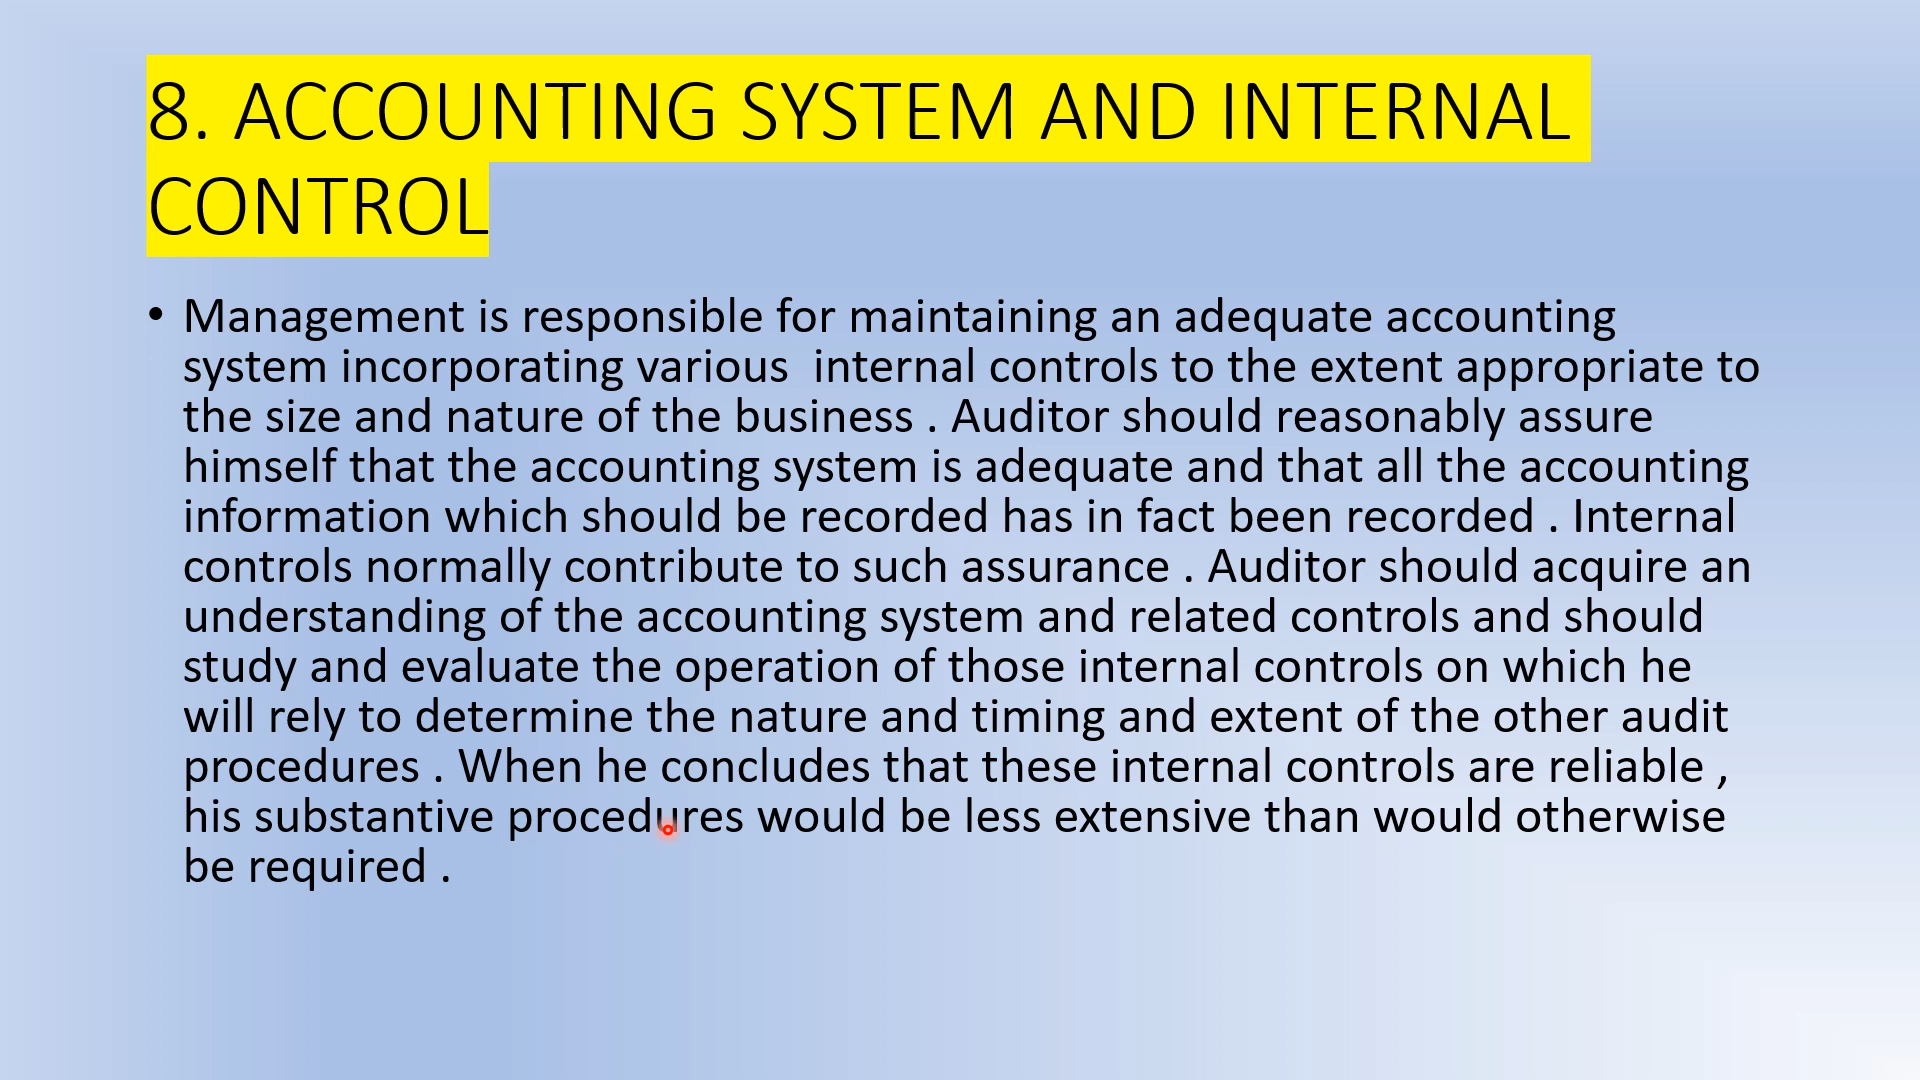 8. ACCOUNTING SYSTEM AND INTERNAL
CONTROL
• Management is responsible for maintaining an adequate accounting
system incorporating various  internal controls to the extent appropriate to
the size and nature of the business . Auditor should reasonably assure
himself that the accounting system is adequate and that all the accounting
information which should be recorded has in fact been recorded . Internal
controls normally contribute to such assurance . Auditor should acquire an
understanding of the accounting system and related controls and should
study and evaluate the operation of those internal controls on which he
will rely to determine the nature and timing and extent of the other audit
procedures . When he concludes that these internal controls are reliable ,
his substantive procedures would be less extensive than would otherwise
be required .